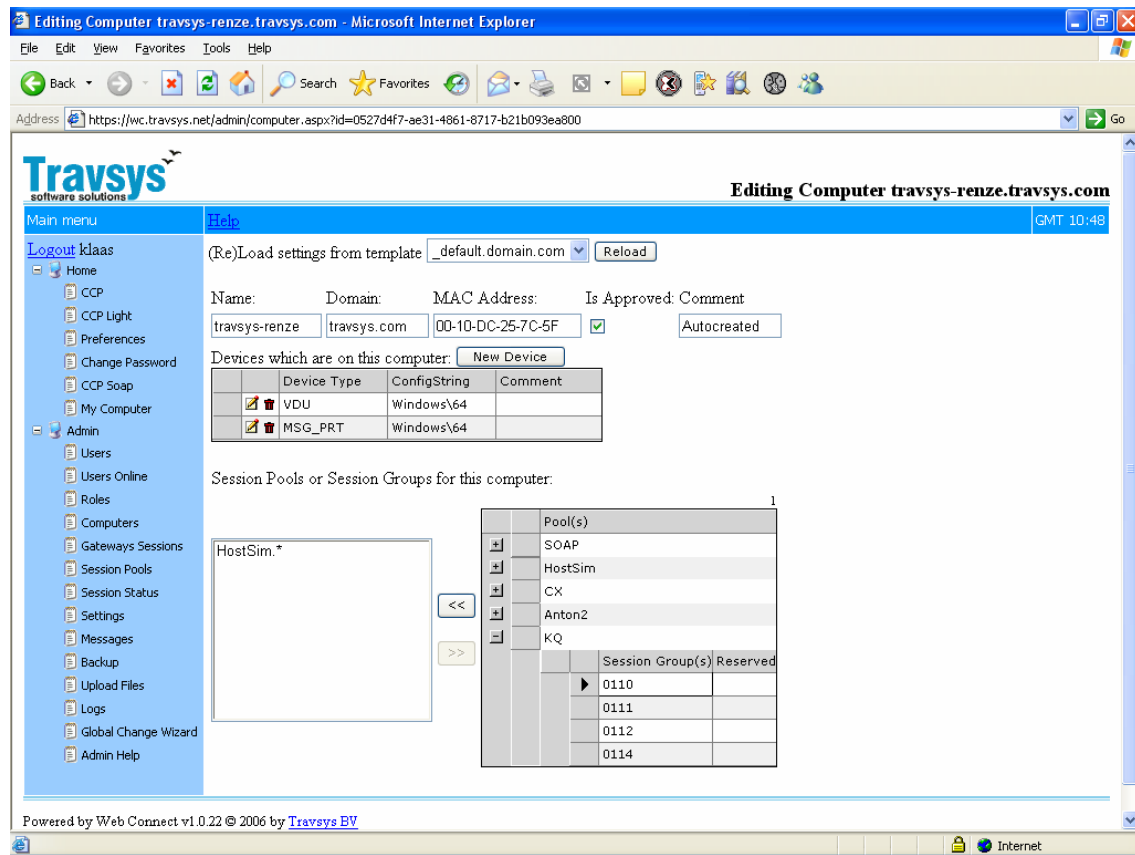 Editing Computer travsys-renze.travsys.com - Microsoft Internet Explorer
File Edit View Favorites Tools Help
Back Search Favorites
Address https://wc.travsys.net/admin/computer.aspx?id=0527d4f7-ae31-4861-8717-b21b093ea800 Go
Travsys
software solutions
Editing Computer travsys-renze.travsys.com
Main menu Help GMT 10:48
Logout klaas
Home
CCP
CCP Light
Preferences
Change Password
CCP Soap
My Computer
Admin
Users
Users Online
Roles
Computers
Gateways Sessions
Session Pools
Session Status
Settings
Messages
Backup
Upload Files
Logs
Global Change Wizard
Admin Help
(Re)Load settings from template _default.domain.com Reload
Name: Domain: MAC Address: Is Approved: Comment
travsys-renze travsys.com 00-10-DC-25-7C-5F Autocreated
Devices which are on this computer: New Device
Device Type ConfigString Comment
VDU Windows\64
MSG_PRT Windows\64
Session Pools or Session Groups for this computer:
1
HostSim.*
<<
>>
Pool(s)
SOAP
HostSim
CX
Anton2
KQ
Session Group(s) Reserved
0110
0111
0112
0114
Powered by Web Connect v1.0.22 © 2006 by Travsys BV
Internet